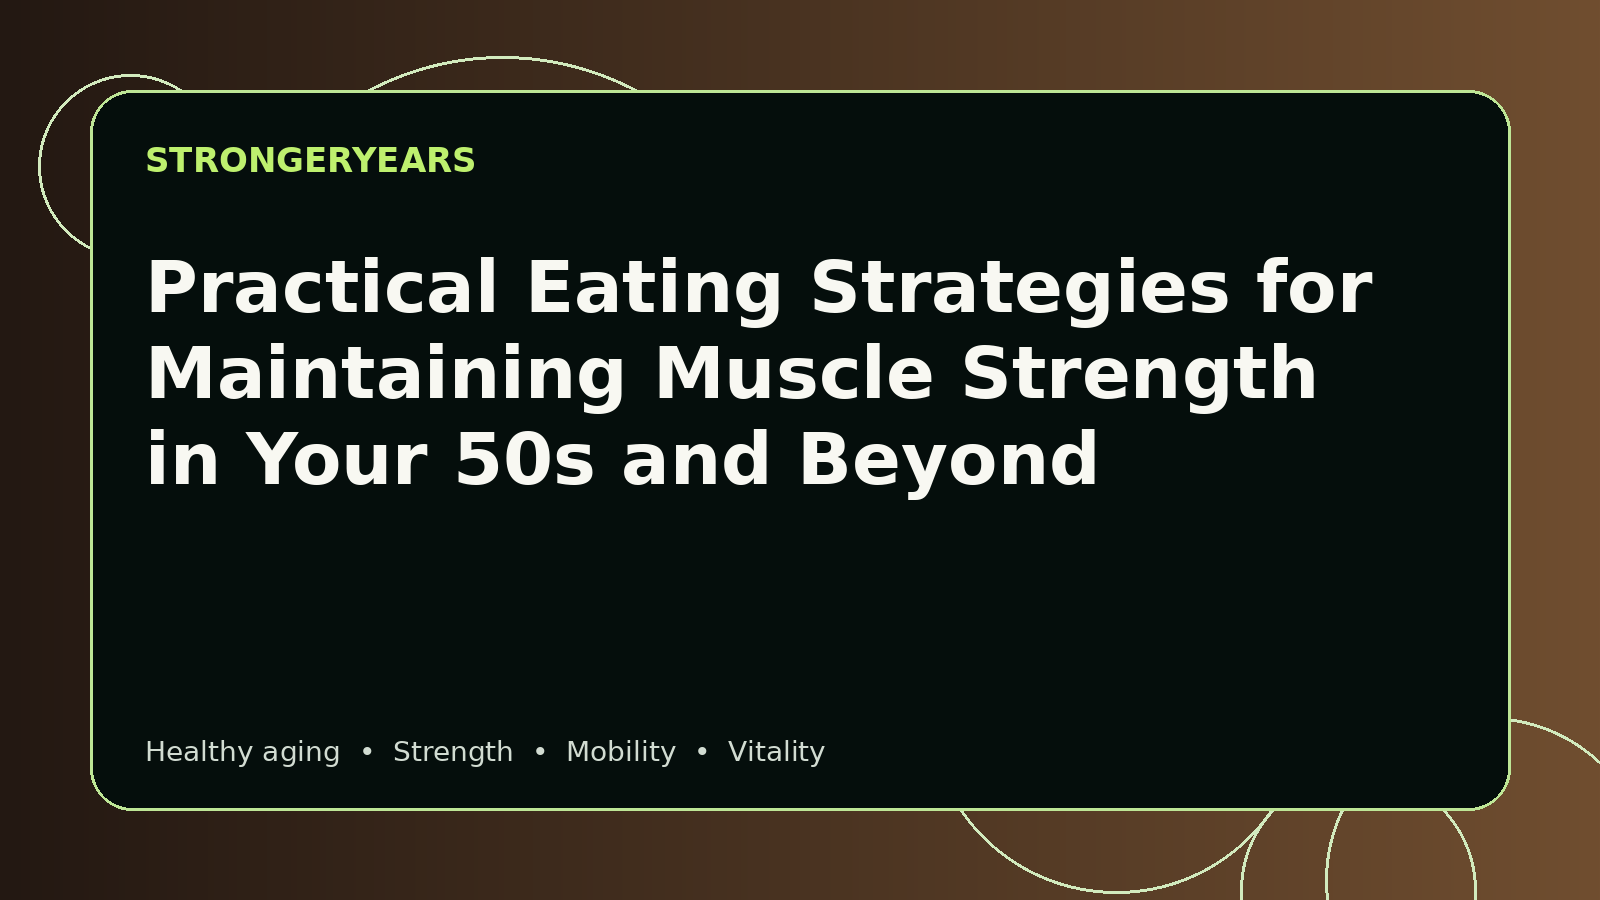 STRONGERYEARS
Practical Eating Strategies for
Maintaining Muscle Strength
in Your 50s and Beyond
Healthy aging • Strength • Mobility • Vitality